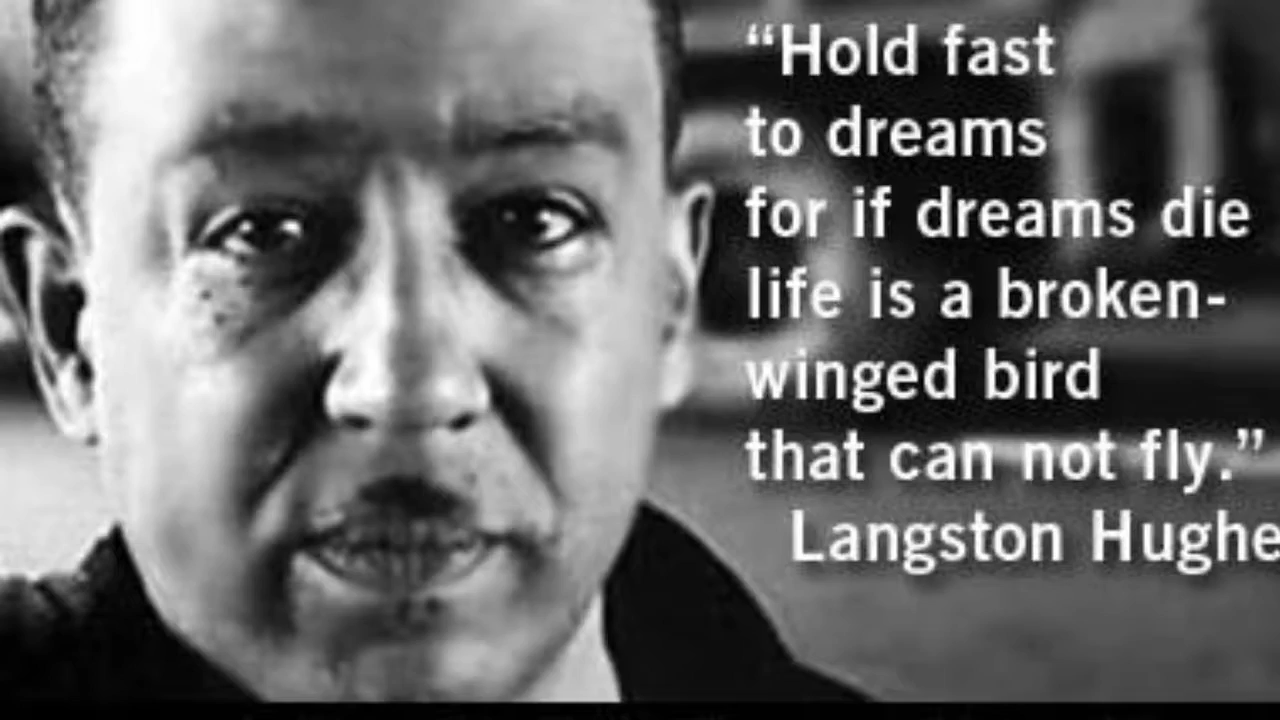 “Hold fast
to dreams
for if dreams die
life is a broken-
winged bird
that can not fly.”
Langston Hughe